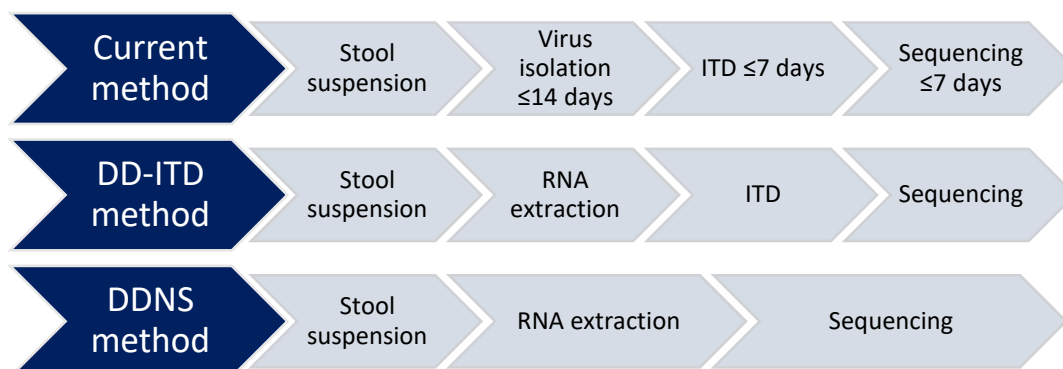 Current
method
Stool
suspension
Virus
isolation
≤14 days
ITD ≤7 days
Sequencing
≤7 days
DD-ITD
method
Stool
suspension
RNA
extraction
ITD
Sequencing
DDNS
method
Stool
suspension
RNA extraction
Sequencing